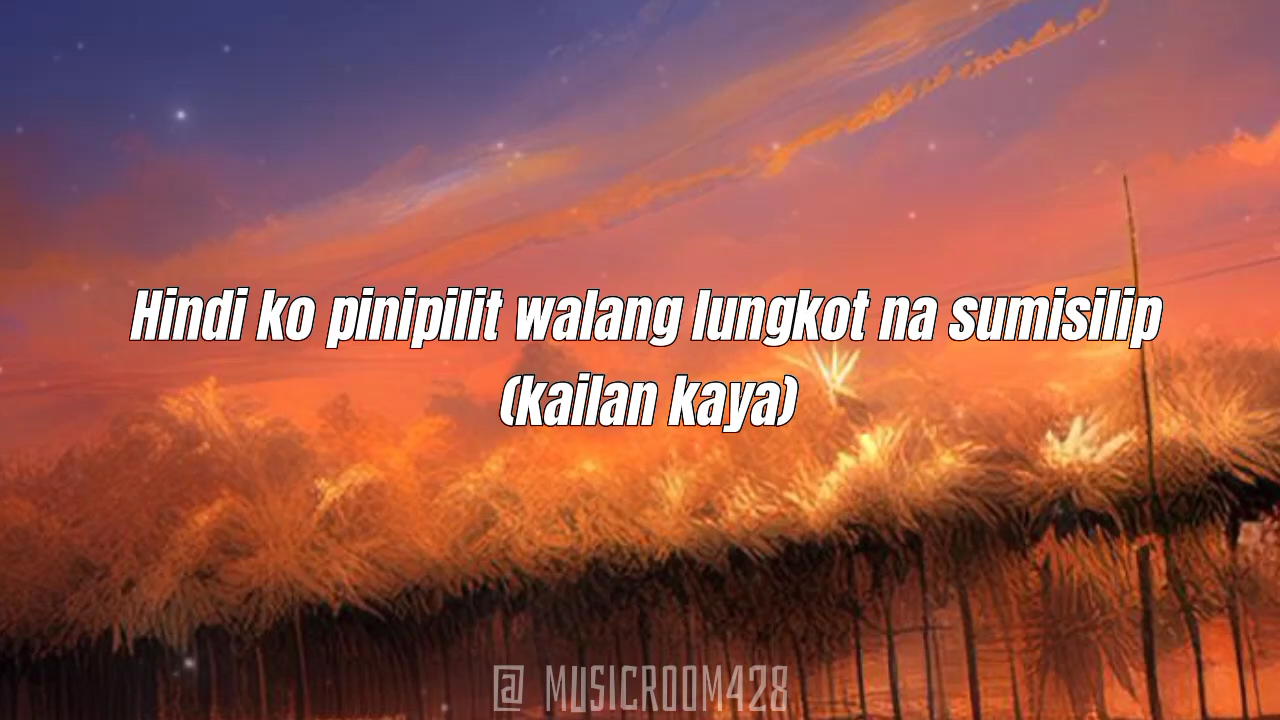 Hindi ko pinipilit walang lungkot na sumisilip
(kailan kaya)
@ MUSICROOM428